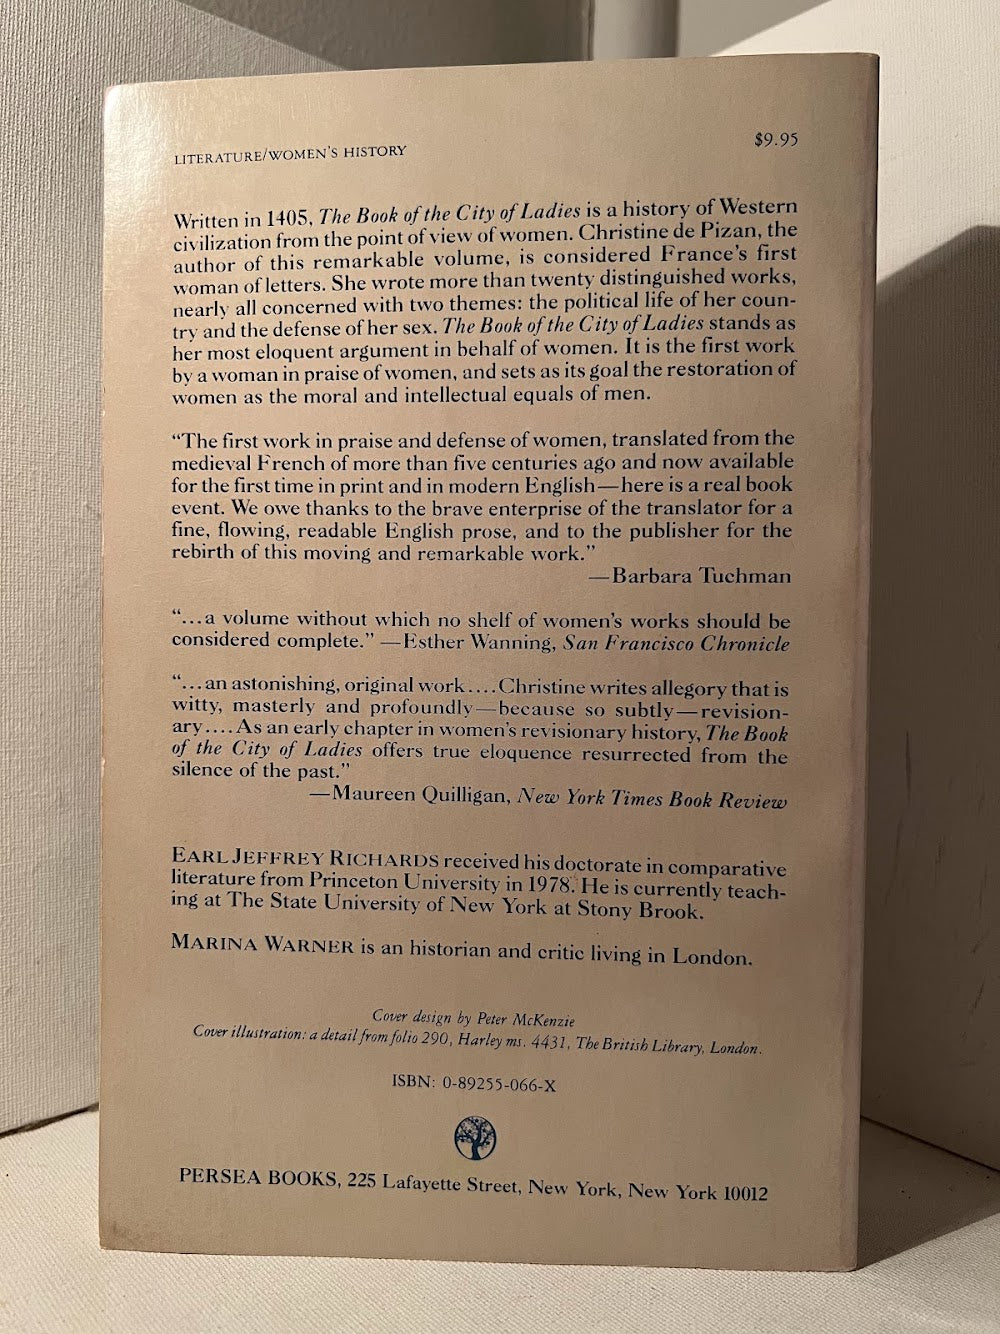 LITERATURE/WOMEN'S HISTORY
$9.95
Written in 1405, The Book of the City of Ladies is a history of Western
civilization from the point of view of women. Christine de Pizan, the
author of this remarkable volume, is considered France's first
woman of letters. She wrote more than twenty distinguished works,
nearly all concerned with two themes: the political life of her coun-
try and the defense of her sex. The Book of the City of Ladies stands as
her most eloquent argument in behalf of women. It is the first work
by a woman in praise of women, and sets as its goal the restoration of
women as the moral and intellectual equals of men.
“The first work in praise and defense of women, translated from the
medieval French of more than five centuries ago and now available
for the first time in print and in modern English—here is a real book
event. We owe thanks to the brave enterprise of the translator for a
fine, flowing, readable English prose, and to the publisher for the
rebirth of this moving and remarkable work.”
—Barbara Tuchman
“...a volume without which no shelf of women's works should be
considered complete.” —Esther Wanning, San Francisco Chronicle
“...an astonishing, original work....Christine writes allegory that is
witty, masterly and profoundly—because so subtly—revision-
ary....As an early chapter in women's revisionary history, The Book
of the City of Ladies offers true eloquence resurrected from the
silence of the past.”
—Maureen Quilligan, New York Times Book Review
EARL JEFFREY RICHARDS received his doctorate in comparative
literature from Princeton University in 1978. He is currently teach-
ing at The State University of New York at Stony Brook.
MARINA WARNER is an historian and critic living in London.
Cover design by Peter McKenzie
Cover illustration: a detail from folio 290, Harley ms. 4431, The British Library, London.
ISBN: 0-89255-066-X
PERSEA BOOKS, 225 Lafayette Street, New York, New York 10012